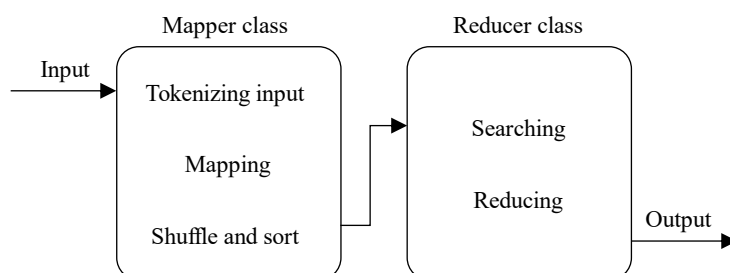 Mapper class
Reducer class
Input
Tokenizing input
Mapping
Shuffle and sort
Searching
Reducing
Output